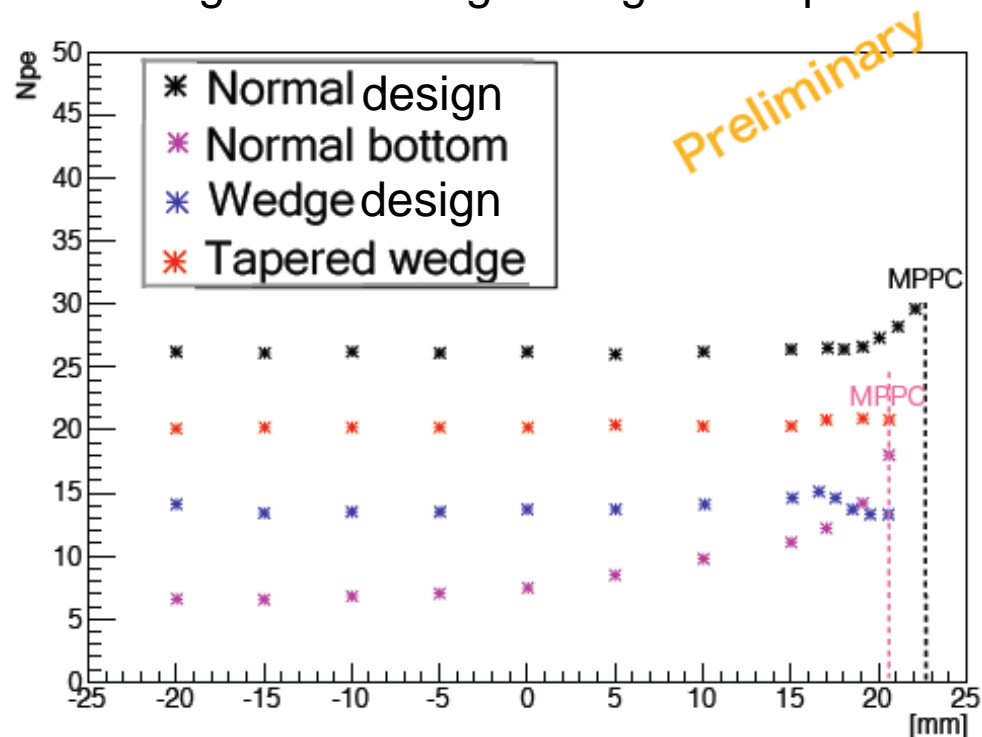 Npe
50
45
40
35
30
25
20
15
10
5
0
Normal design
Normal bottom
Wedge design
Tapered wedge
Preliminary
MPPC
MPPC
-25 -20 -15 -10 -5 0 5 10 15 20 25
[mm]